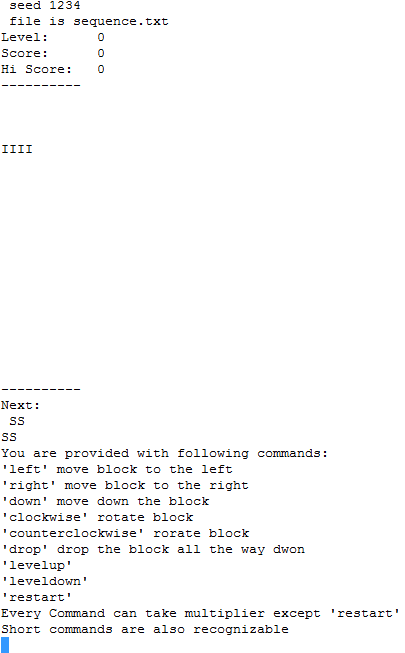 seed 1234
file is sequence.txt
Level:      0
Score:      0
Hi Score:   0
----------
IIII
----------
Next:
 SS
SS
You are provided with following commands:
'left' move block to the left
'right' move block to the right
'down' move down the block
'clockwise' rotate block
'counterclockwise' rorate block
'drop' drop the block all the way dwon
'levelup'
'leveldown'
'restart'
Every Command can take multiplier except 'restart'
Short commands are also recognizable